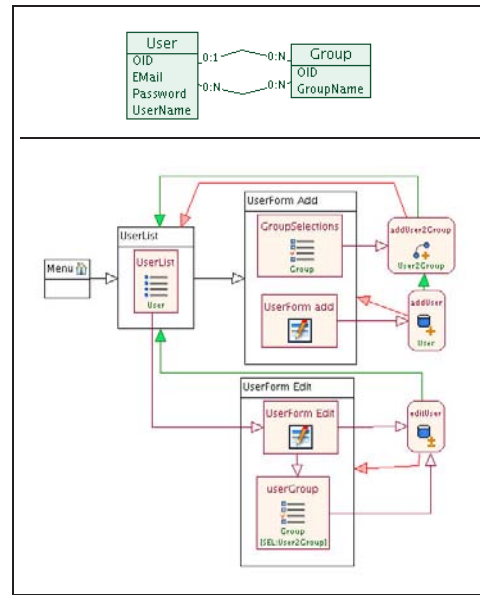 User
OID
EMail
Password
UserName
0:1
0:N
0:N
0:N
Group
OID
GroupName
Menu
UserList
UserList
User
UserForm Add
GroupSelections
Group
UserForm add
addUser2Group
User2Group
addUser
User
UserForm Edit
UserForm Edit
userGroup
Group
[SEL:User2Group]
editUser